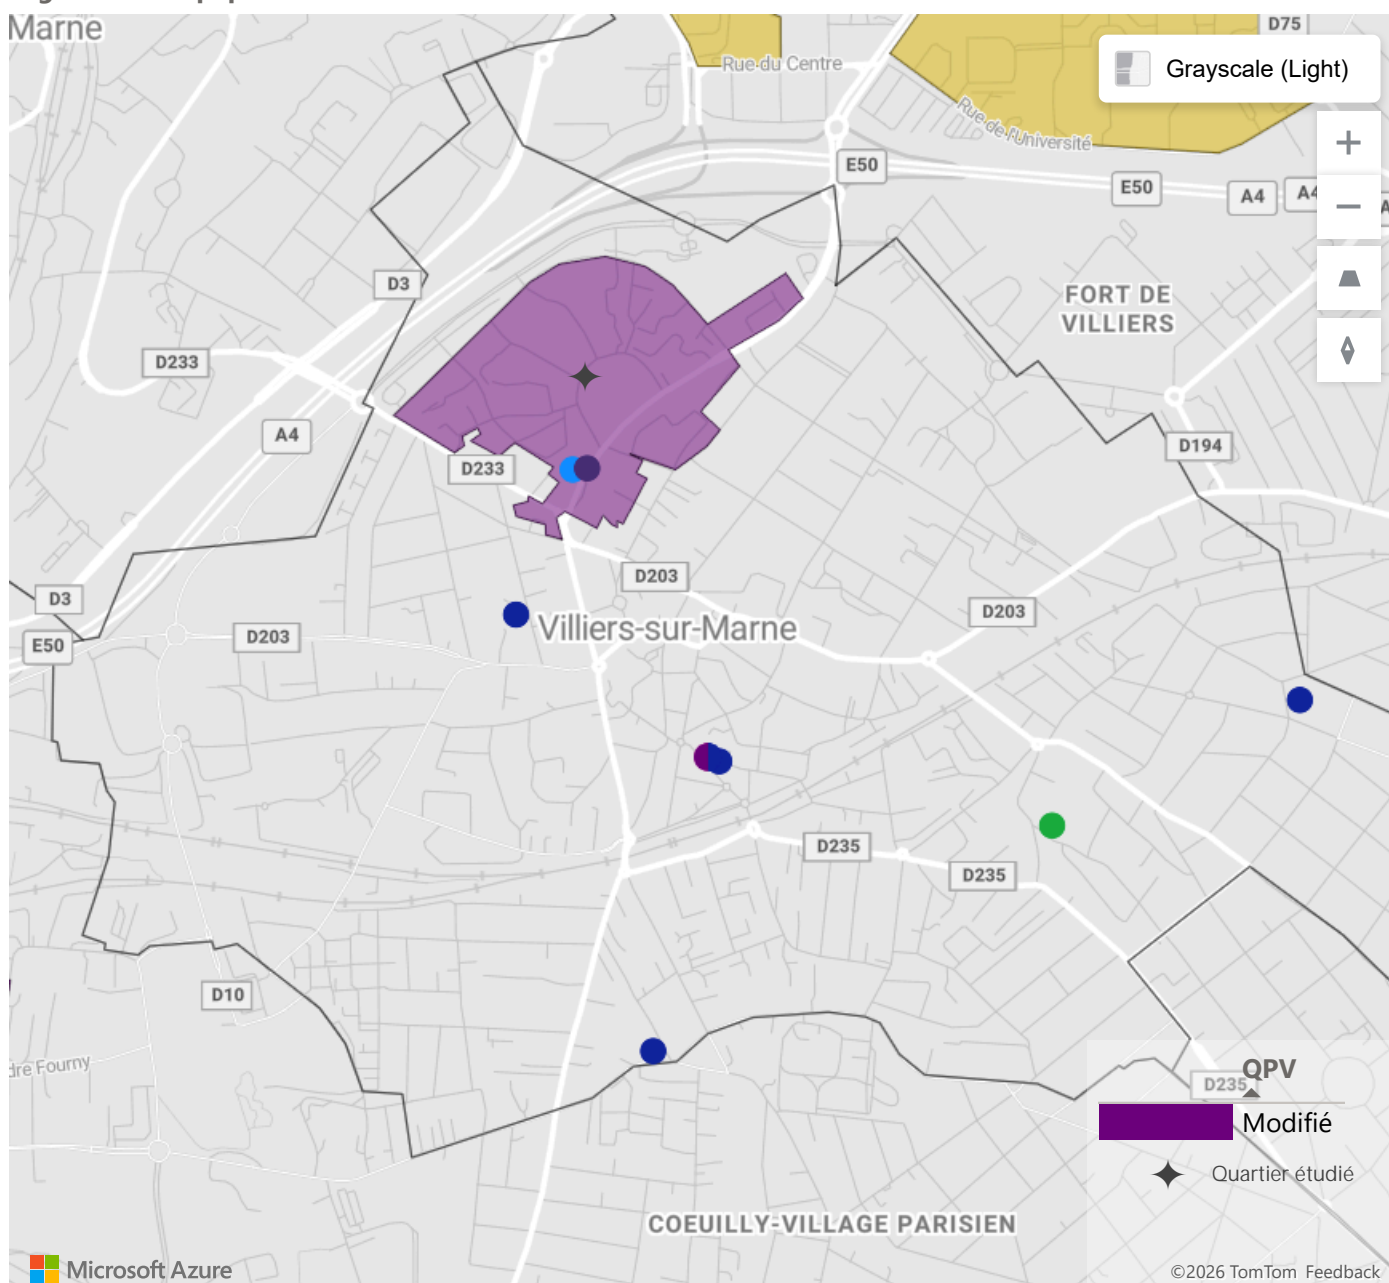 Marne
D75
Rue du Centre
Grayscale (Light)
Rue de l'Université
E50
E50
A4
A4
D3
FORT DE
VILLIERS
D233
A4
D194
D233
D203
D3
D203
Villiers-sur-Marne
D203
E50
D235
D235
D10
dre Fourny
QPV
D235
Modifié
Quartier étudié
COEUILLY-VILLAGE PARISIEN
Microsoft Azure
©2026 TomTom Feedback